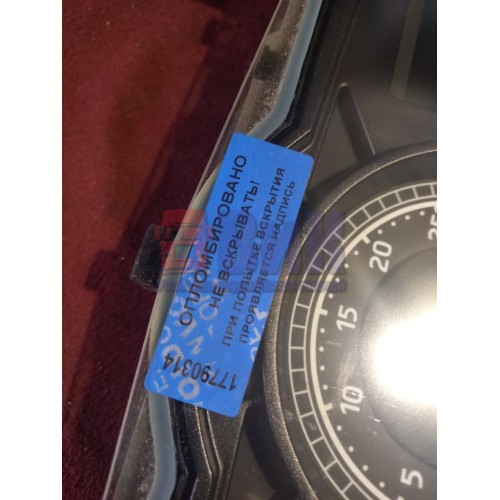 ОПЛОМБИРОВАНО
НЕ ВСКРЫВАТЬ!
ПРИ ПОПЫТКЕ ВСКРЫТИЯ
ПРОЯВЛЯЕТСЯ НАДПИСЬ
17790314
5
10
15
20
25